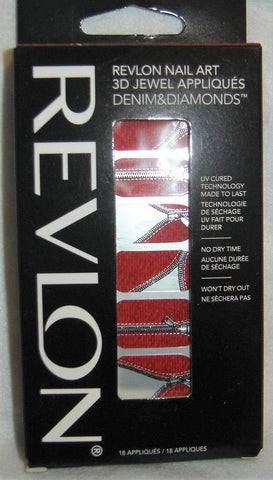 REVLON®
REVLON NAIL ART
3D JEWEL APPLIQUÉS
DENIM&DIAMONDS™
UV CURED
TECHNOLOGY
MADE TO LAST
TECHNOLOGIE
DE SÉCHAGE
UV FAIT POUR
DURER
NO DRY TIME
AUCUNE DURÉE
DE SÉCHAGE
WON'T DRY OUT
NE SÉCHERA PAS
18 APPLIQUÉS / 18 APPLIQUES